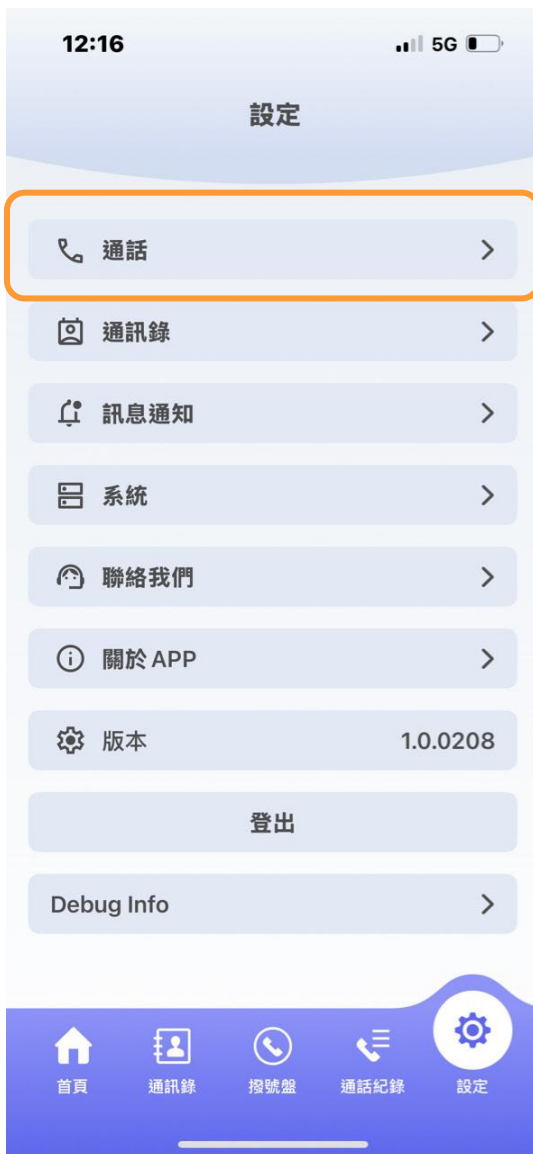 12:16 5G
設定
通話
通訊錄
訊息通知
系統
聯絡我們
關於 APP
版本 1.0.0208
登出
Debug Info
首頁 通訊錄 撥號盤 通話紀錄 設定